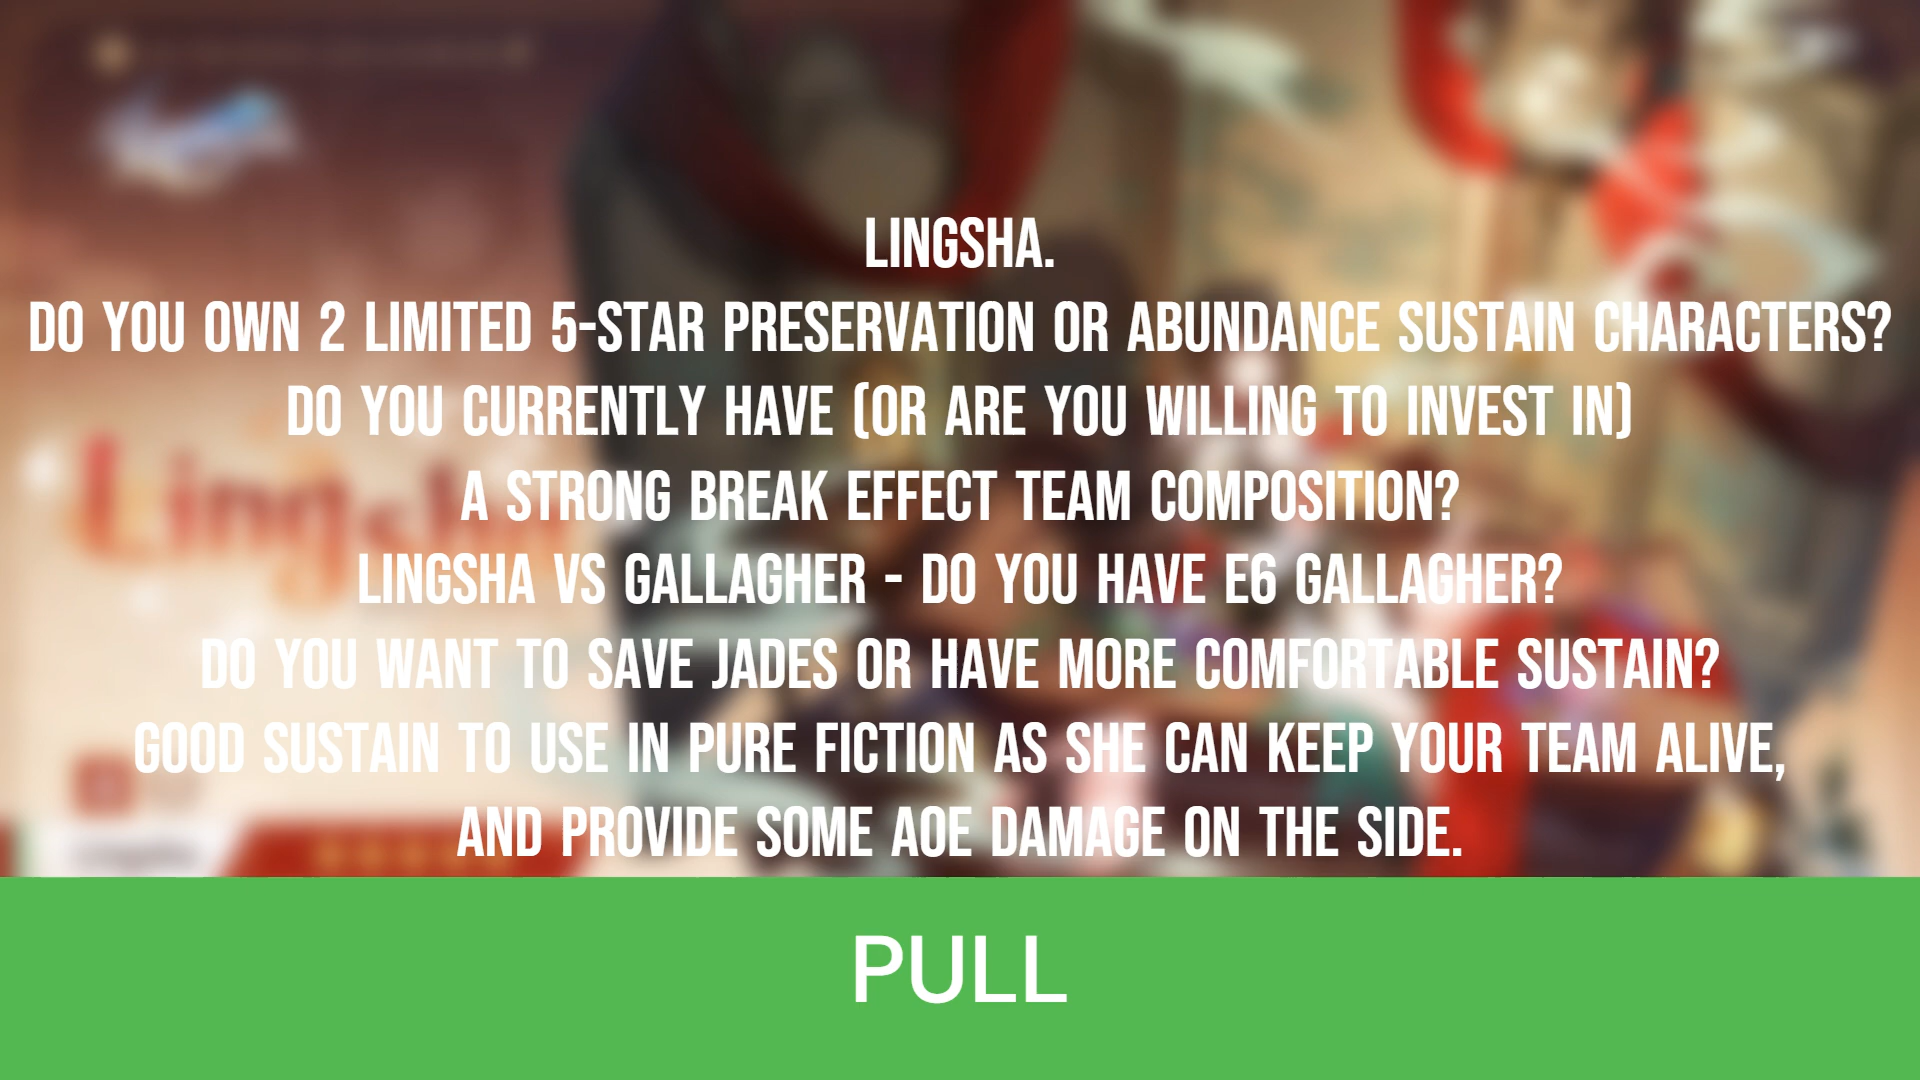 LINGSHA.
DO YOU OWN 2 LIMITED 5-STAR PRESERVATION OR ABUNDANCE SUSTAIN CHARACTERS?
DO YOU CURRENTLY HAVE (OR ARE YOU WILLING TO INVEST IN)
A STRONG BREAK EFFECT TEAM COMPOSITION?
LINGSHA VS GALLAGHER - DO YOU HAVE E6 GALLAGHER?
DO YOU WANT TO SAVE JADES OR HAVE MORE COMFORTABLE SUSTAIN?
GOOD SUSTAIN TO USE IN PURE FICTION AS SHE CAN KEEP YOUR TEAM ALIVE,
AND PROVIDE SOME AOE DAMAGE ON THE SIDE.
Lingsha
PULL